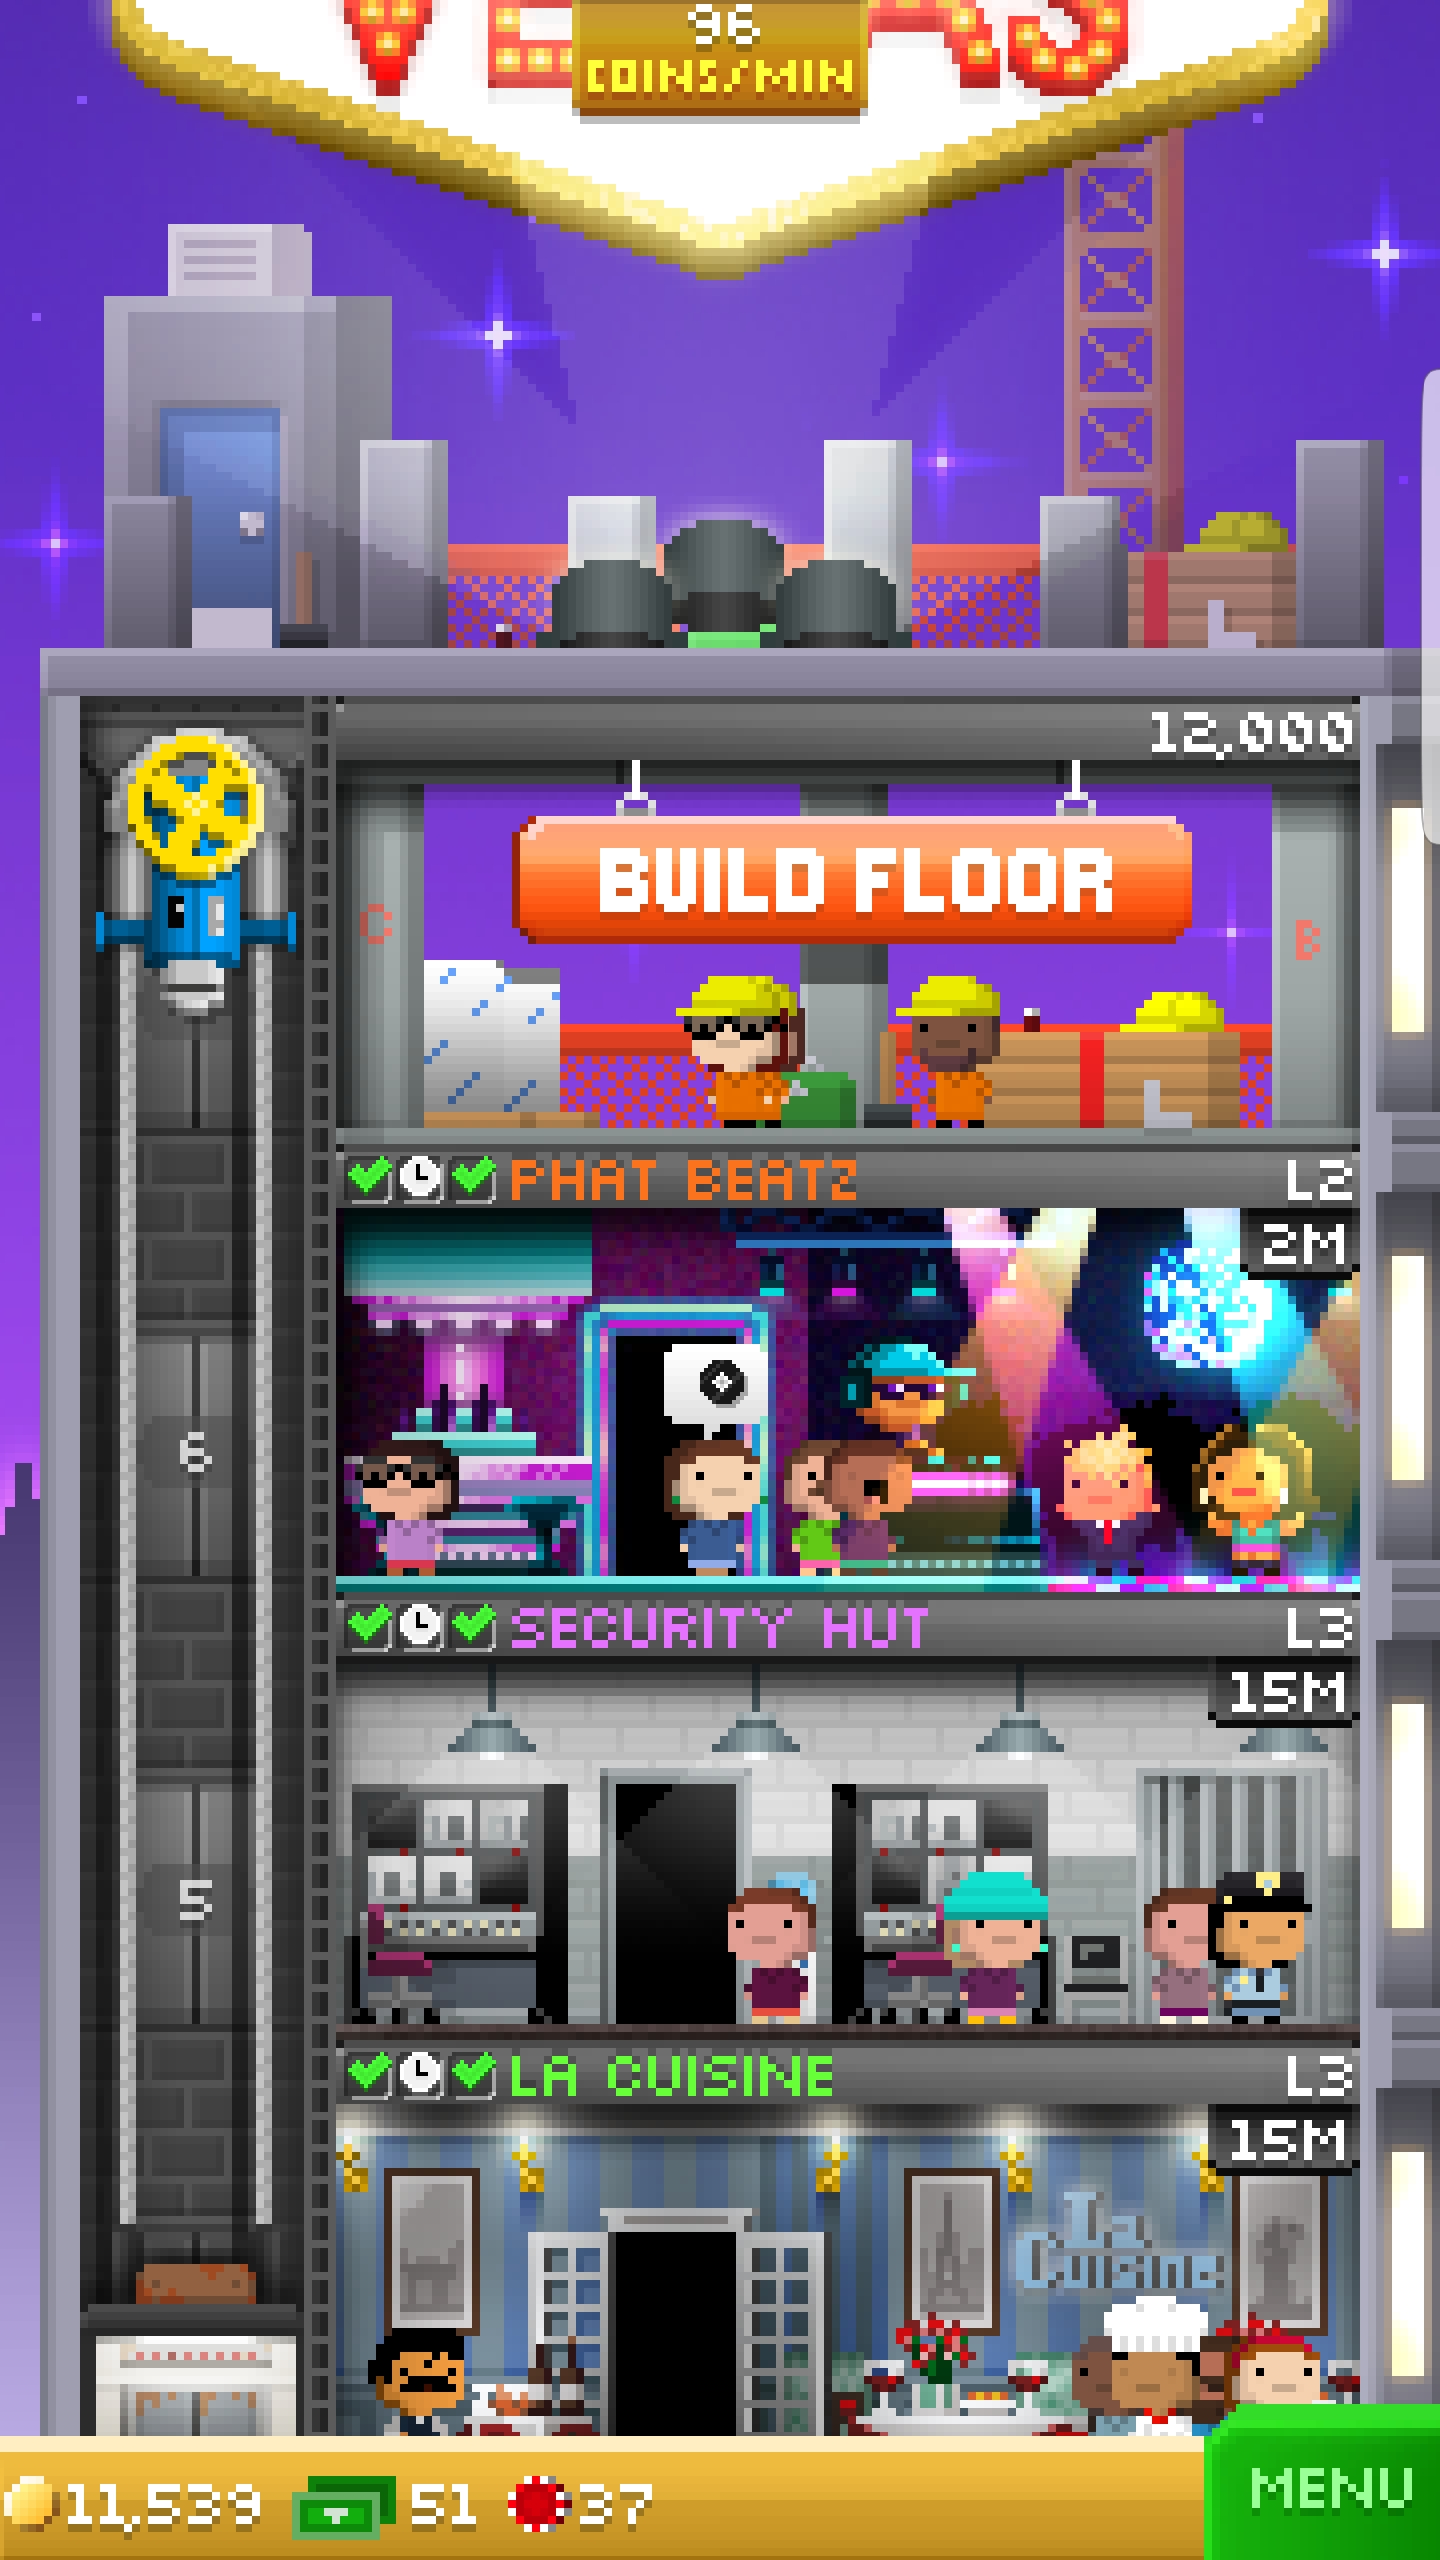 VEGAS
96
COINS/MIN
12,000
BUILD FLOOR
C
B
PHAT BEATZ
L2
2M
6
SECURITY HUT
L3
15M
5
LA CUISINE
L3
15M
La
Cuisine
11,539
51
37
MENU